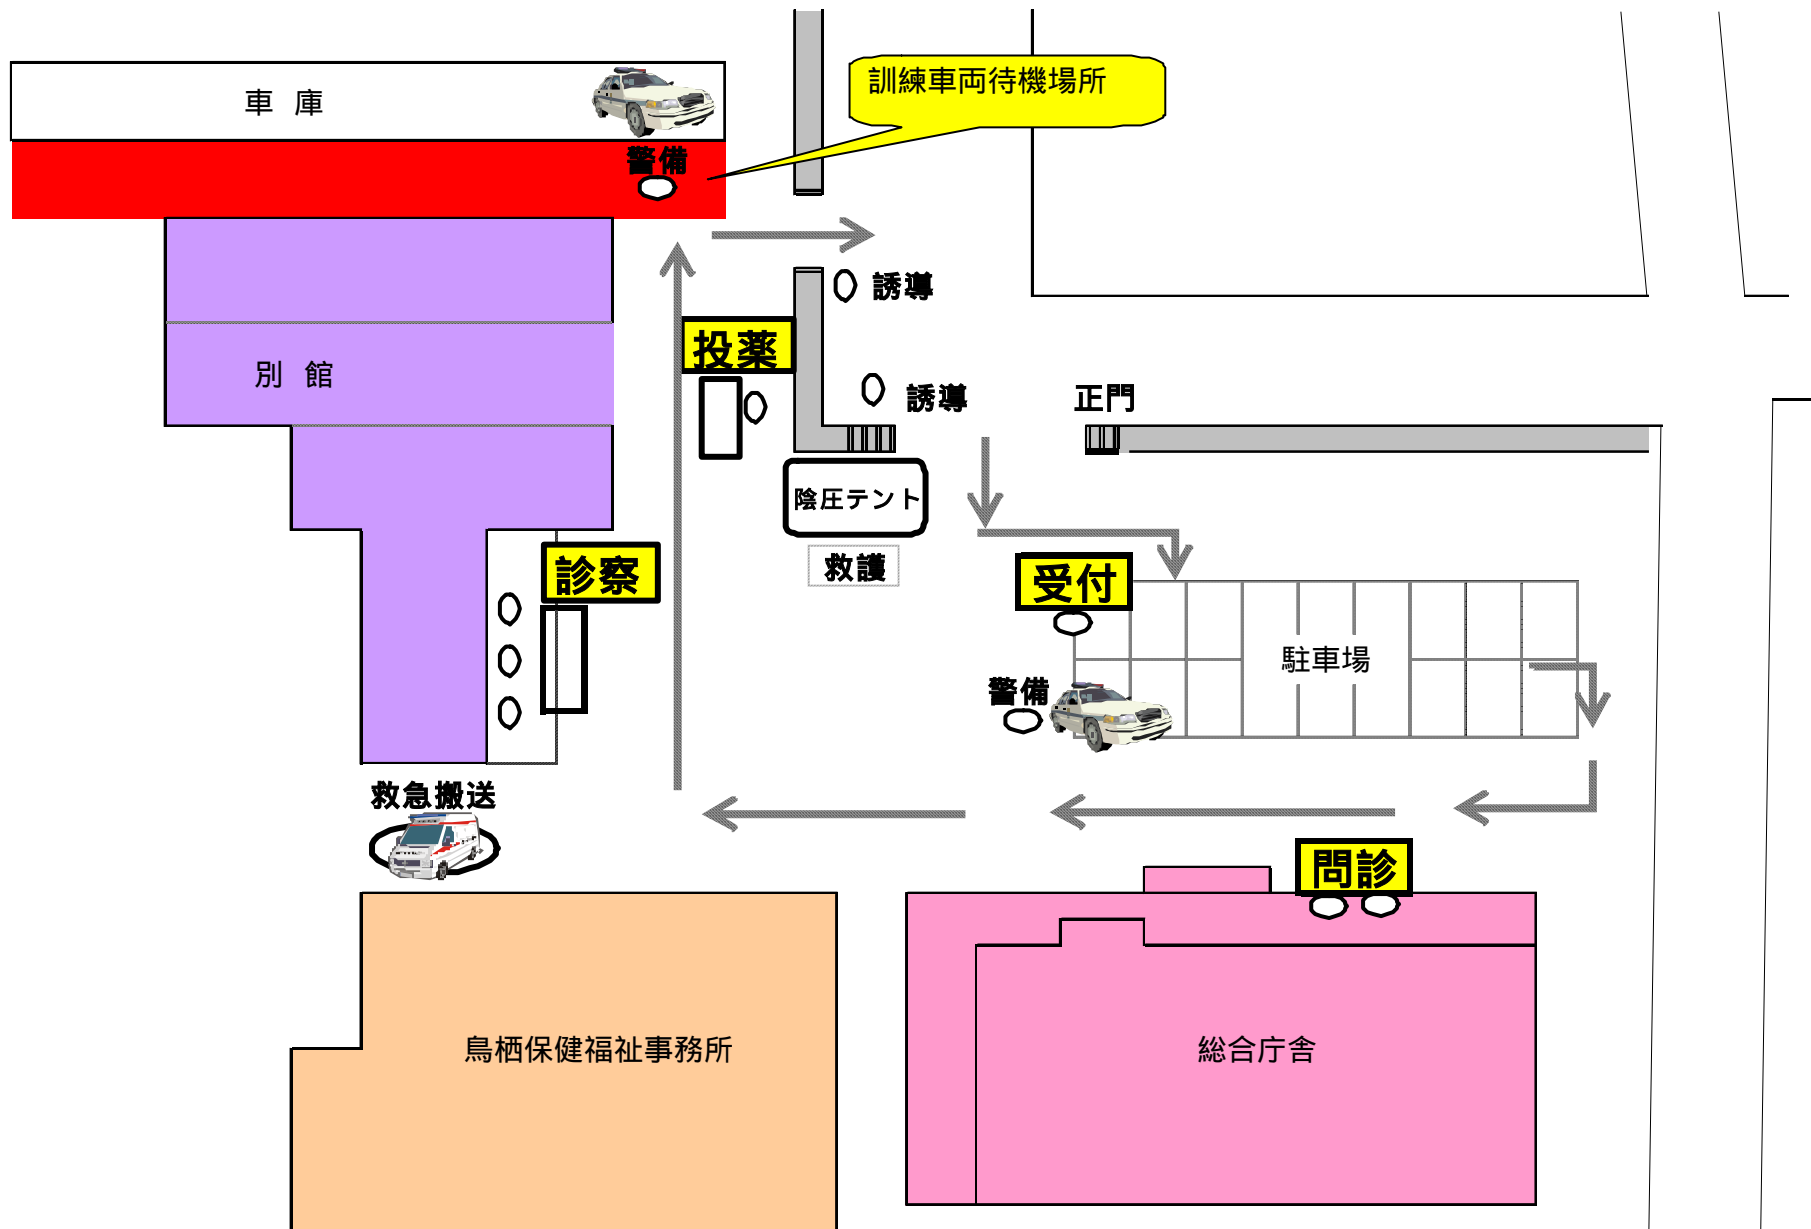 訓練車両待機場所
車 庫
警備
誘導
投薬
別 館
誘導
正門
陰圧テント
救護
診察
受付
駐車場
警備
救急搬送
問診
鳥栖保健福祉事務所
総合庁舎